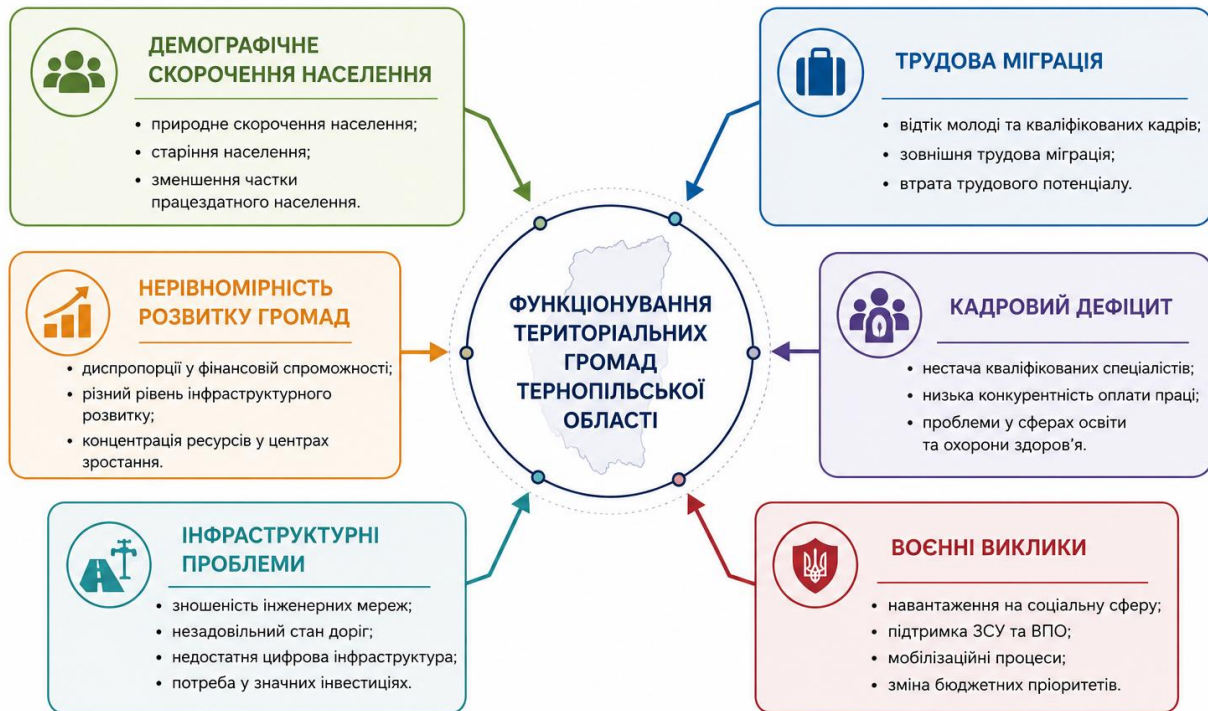 ДЕМОГРАФІЧНЕ
СКОРОЧЕННЯ НАСЕЛЕННЯ
• природне скорочення населення;
• старіння населення;
• зменшення частки
працездатного населення.
ТРУДОВА МІГРАЦІЯ
• відтік молоді та кваліфікованих кадрів;
• зовнішня трудова міграція;
• втрата трудового потенціалу.
НЕРІВНОМІРНІСТЬ
РОЗВИТКУ ГРОМАД
• диспропорції у фінансовій спроможності;
• різний рівень інфраструктурного
розвитку;
• концентрація ресурсів у центрах
зростання.
ФУНКЦІОНУВАННЯ
ТЕРИТОРІАЛЬНИХ
ГРОМАД
ТЕРНОПІЛЬСЬКОЇ
ОБЛАСТІ
КАДРОВИЙ ДЕФІЦИТ
• нестача кваліфікованих спеціалістів;
• низька конкурентність оплати праці;
• проблеми у сферах освіти
та охорони здоров’я.
ІНФРАСТРУКТУРНІ
ПРОБЛЕМИ
• зношеність інженерних мереж;
• незадовільний стан доріг;
• недостатня цифрова інфраструктура;
• потреба у значних інвестиціях.
ВОЄННІ ВИКЛИКИ
• навантаження на соціальну сферу;
• підтримка ЗСУ та ВПО;
• мобілізаційні процеси;
• зміна бюджетних пріоритетів.